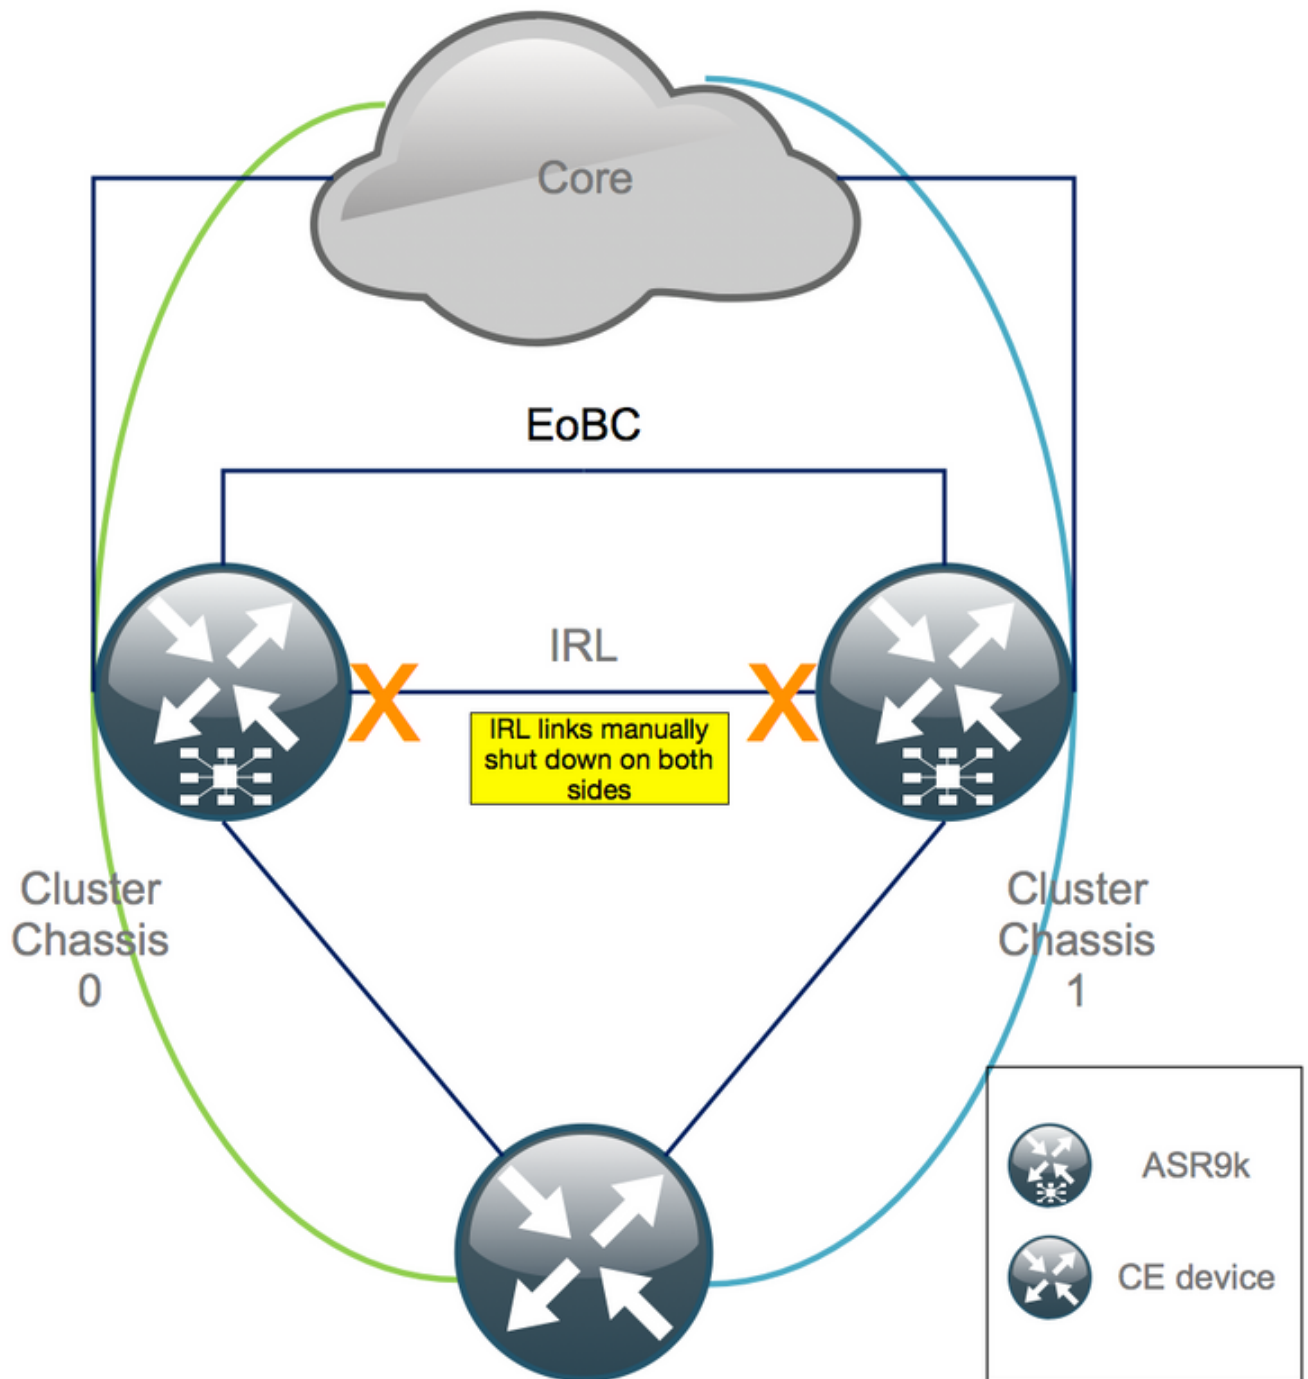 Core
EoBC
IRL
IRL links manually
shut down on both
sides
Cluster
Chassis
0
Cluster
Chassis
1
ASR9k
CE device